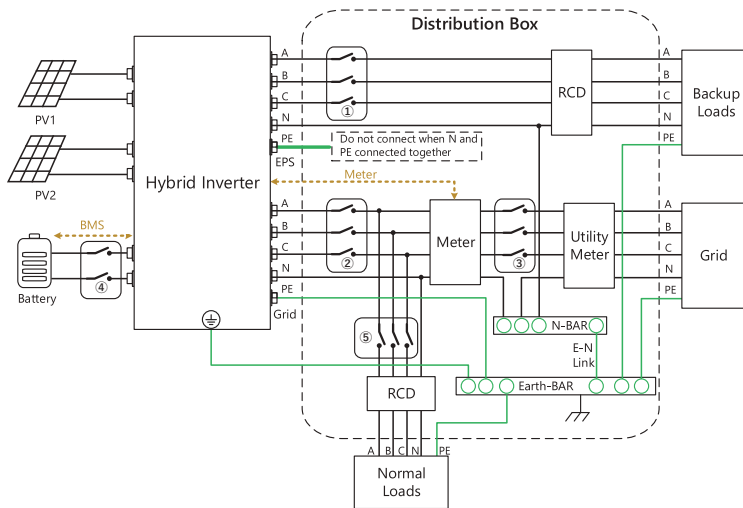 Distribution Box
A
B
C
N
PE
EPS
①
RCD
A
B
C
N
PE
Backup
Loads
PV1
PV2
Hybrid Inverter
Do not connect when N and
PE connected together
Meter
BMS
Battery
④
A
B
C
N
PE
Grid
②
Meter
③
Utility
Meter
A
B
C
N
PE
Grid
N-BAR
E-N
Link
⑤
RCD
Earth-BAR
A B C N PE
Normal
Loads